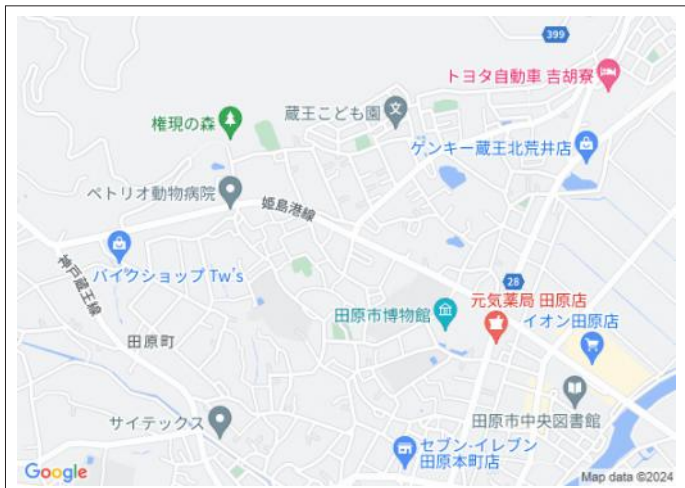 399
トヨタ自動車 吉胡寮
蔵王こども園
権現の森
ゲンキー蔵王北荒井店
ペトリオ動物病院
姫島港線
バイクショップ Tw's
神戸蔵王線
28
元気薬局 田原店
田原市博物館
イオン田原店
田原町
サイテックス
田原市中央図書館
セブン-イレブン
田原本町店
Google
Map data ©2024